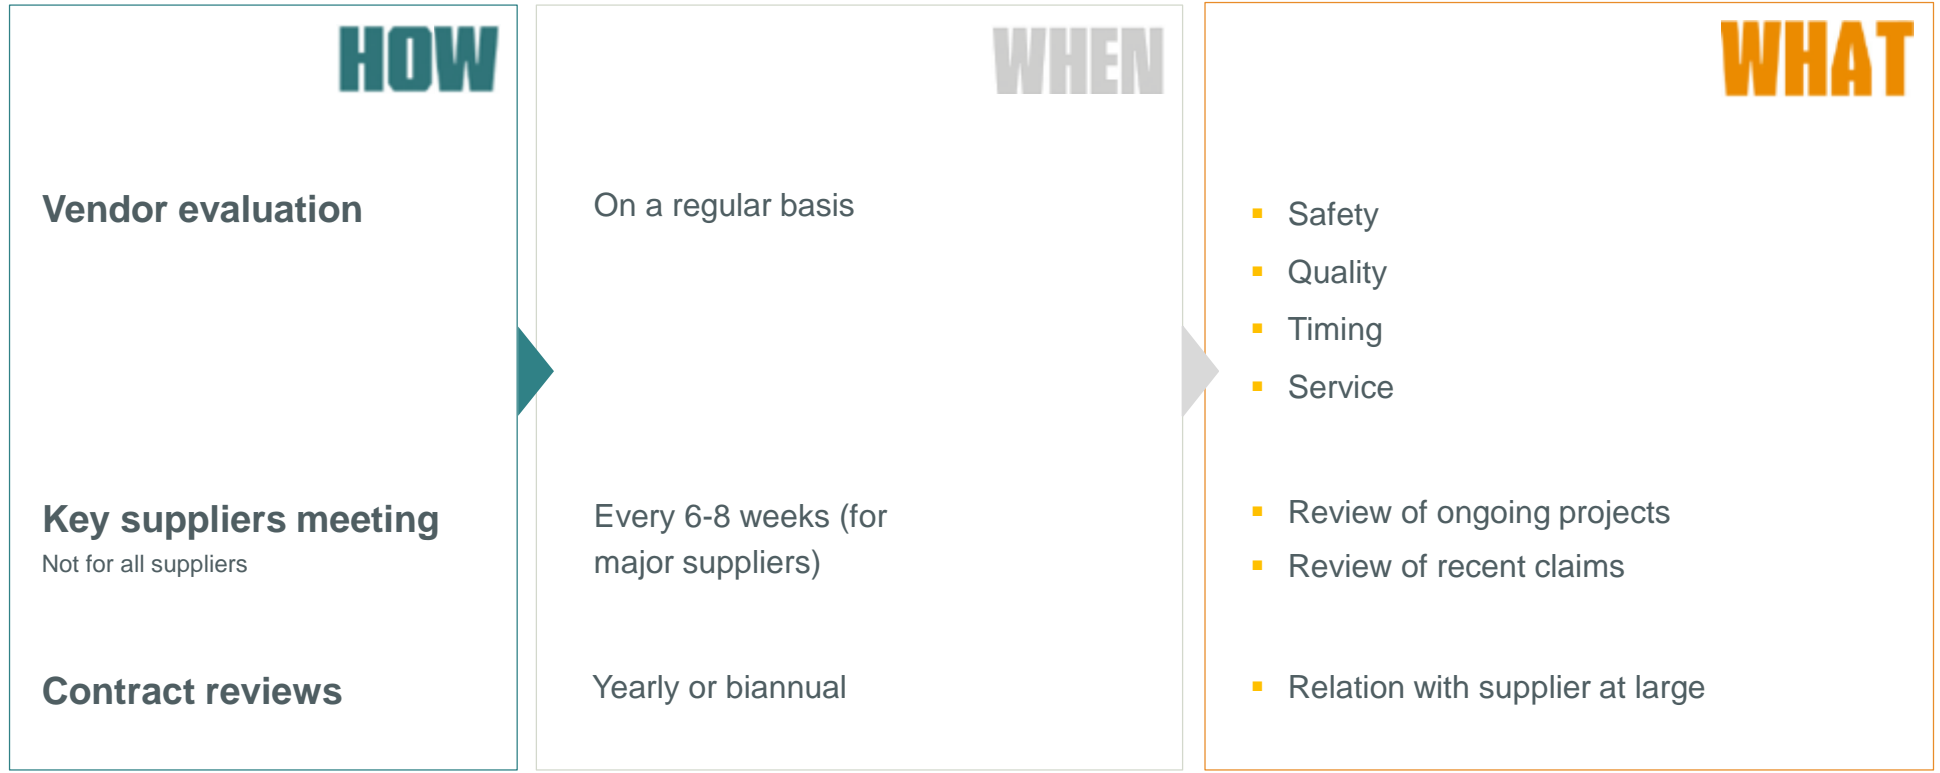 HOW
WHEN
WHAT
Vendor evaluation
On a regular basis
Safety
Quality
Timing
Service
Key suppliers meeting
Not for all suppliers
Every 6-8 weeks (for
major suppliers)
Review of ongoing projects
Review of recent claims
Contract reviews
Yearly or biannual
Relation with supplier at large